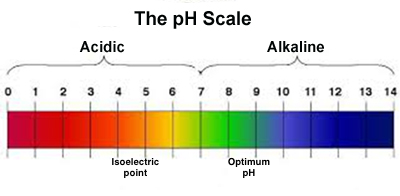 The pH Scale
Acidic Alkaline
0 1 2 3 4 5 6 7 8 9 10 11 12 13 14
Isoelectric Optimum
point pH